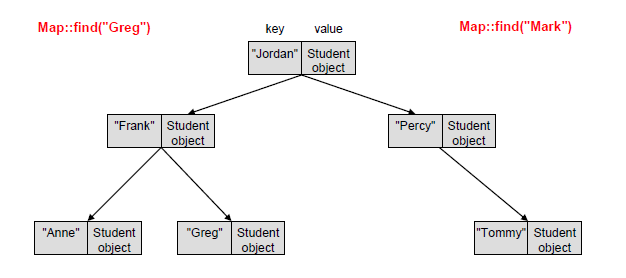 Map::find("Greg")
key value
Map::find("Mark")
"Jordan" Student
object
"Frank" Student
object
"Percy" Student
object
"Anne" Student
object
"Greg" Student
object
"Tommy" Student
object